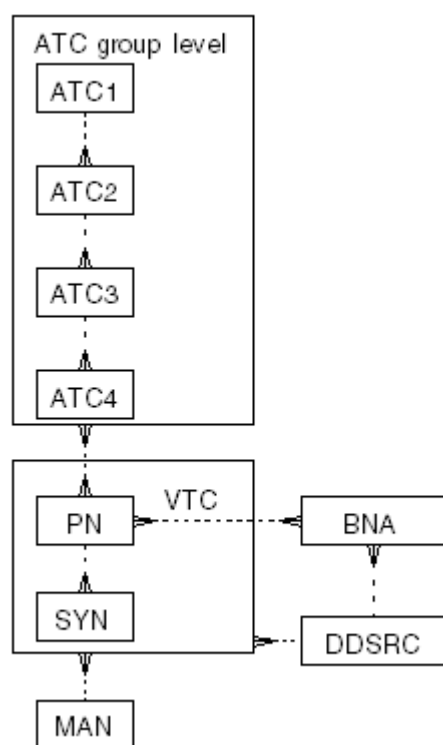 ATC group level
ATC1
ATC2
ATC3
ATC4
VTC
PN
BNA
SYN
DDSRC
MAN